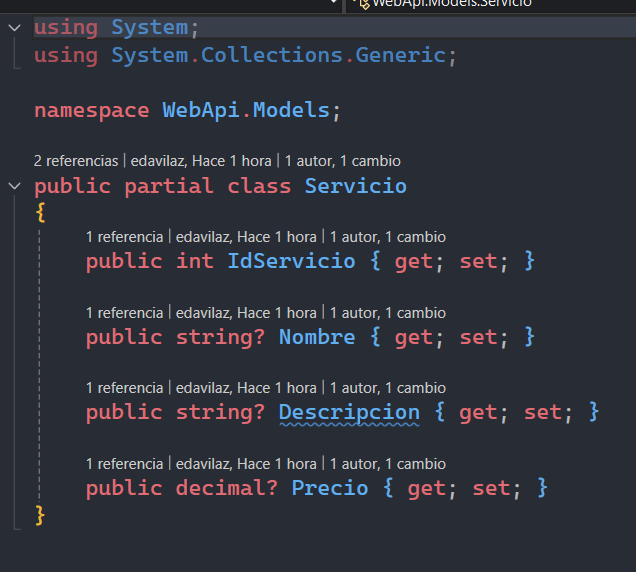 WebApi.Models.Servicio
using System;
using System.Collections.Generic;
namespace WebApi.Models;
2 referencias | edavilaz, Hace 1 hora | 1 autor, 1 cambio
public partial class Servicio
{
1 referencia | edavilaz, Hace 1 hora | 1 autor, 1 cambio
public int IdServicio { get; set; }
1 referencia | edavilaz, Hace 1 hora | 1 autor, 1 cambio
public string? Nombre { get; set; }
1 referencia | edavilaz, Hace 1 hora | 1 autor, 1 cambio
public string? Descripcion { get; set; }
1 referencia | edavilaz, Hace 1 hora | 1 autor, 1 cambio
public decimal? Precio { get; set; }
}